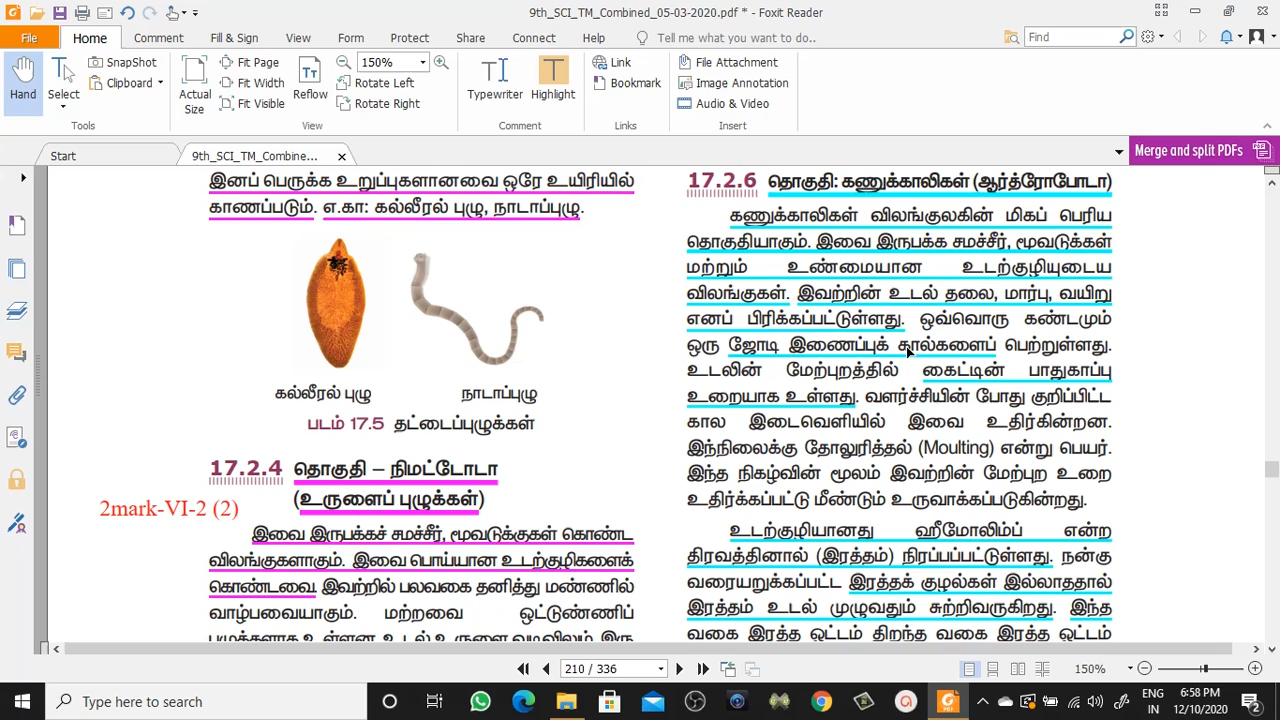 9th_SCI_TM_Combined_05-03-2020.pdf * - Foxit Reader
File Home Comment Fill & Sign View Form Protect Share Connect Help Tell me what you want to do.. Find
Hand
Select
SnapShot
Clipboard
Tools
Actual Size
Fit Page
Fit Width
Fit Visible
Reflow
150%
Rotate Left
Rotate Right
View
Typewriter
Highlight
Comment
Link
Bookmark
Links
File Attachment
Image Annotation
Audio & Video
Insert
Start
9th_SCI_TM_Combine...
Merge and split PDFs
இனப் பெருக்க உறுப்புகளானவை ஒரே உயிரியில்
காணப்படும். எ.கா: கல்லீரல் புழு, நாடாப்புழு.
கல்லீரல் புழு நாடாப்புழு
படம் 17.5 தட்டைப்புழுக்கள்
17.2.4 தொகுதி – நிமட்டோடா
(உருளைப் புழுக்கள்)
2mark-VI-2 (2)
இவை இருபக்கச் சமச்சீர், மூவடுக்குகள் கொண்ட
விலங்குகளாகும். இவை பொய்யான உடற்குழிகளைக்
கொண்டவை. இவற்றில் பலவகை தனித்து மண்ணில்
வாழ்பவையாகும். மற்றவை ஒட்டுண்ணிப்
புழுக்களாக உள்ளன உடல் உருளை வடிவிலும் இரு
17.2.6 தொகுதி: கணுக்காலிகள் (ஆர்த்ரோபோடா)
கணுக்காலிகள் விலங்குலகின் மிகப் பெரிய
தொகுதியாகும். இவை இருபக்க சமச்சீர், மூவடுக்கள்
மற்றும் உண்மையான உடற்குழியுடைய
விலங்குகள். இவற்றின் உடல் தலை, மார்பு, வயிறு
எனப் பிரிக்கப்பட்டுள்ளது. ஒவ்வொரு கண்டமும்
ஒரு ஜோடி இணைப்புக் கால்களைப் பெற்றுள்ளது.
உடலின் மேற்புறத்தில் கைட்டின் பாதுகாப்பு
உறையாக உள்ளது. வளர்ச்சியின் போது குறிப்பிட்ட
கால இடைவெளியில் இவை உதிர்கின்றன.
இந்நிலைக்கு தோலுரித்தல் (Moulting) என்று பெயர்.
இந்த நிகழ்வின் மூலம் இவற்றின் மேற்புற உறை
உதிர்க்கப்பட்டு மீண்டும் உருவாக்கப்படுகின்றது.
உடற்குழியானது ஹீமோலிம்ப் என்ற
திரவத்தினால் (இரத்தம்) நிரப்பப்பட்டுள்ளது. நன்கு
வரையறுக்கப்பட்ட இரத்தக் குழல்கள் இல்லாததால்
இரத்தம் உடல் முழுவதும் சுற்றிவருகிறது. இந்த
வகை இரத்த ஓட்டம் திறந்த வகை இரத்த ஓட்டம்
210 / 336
150%
Type here to search
ENG
IN
6:58 PM
12/10/2020
2